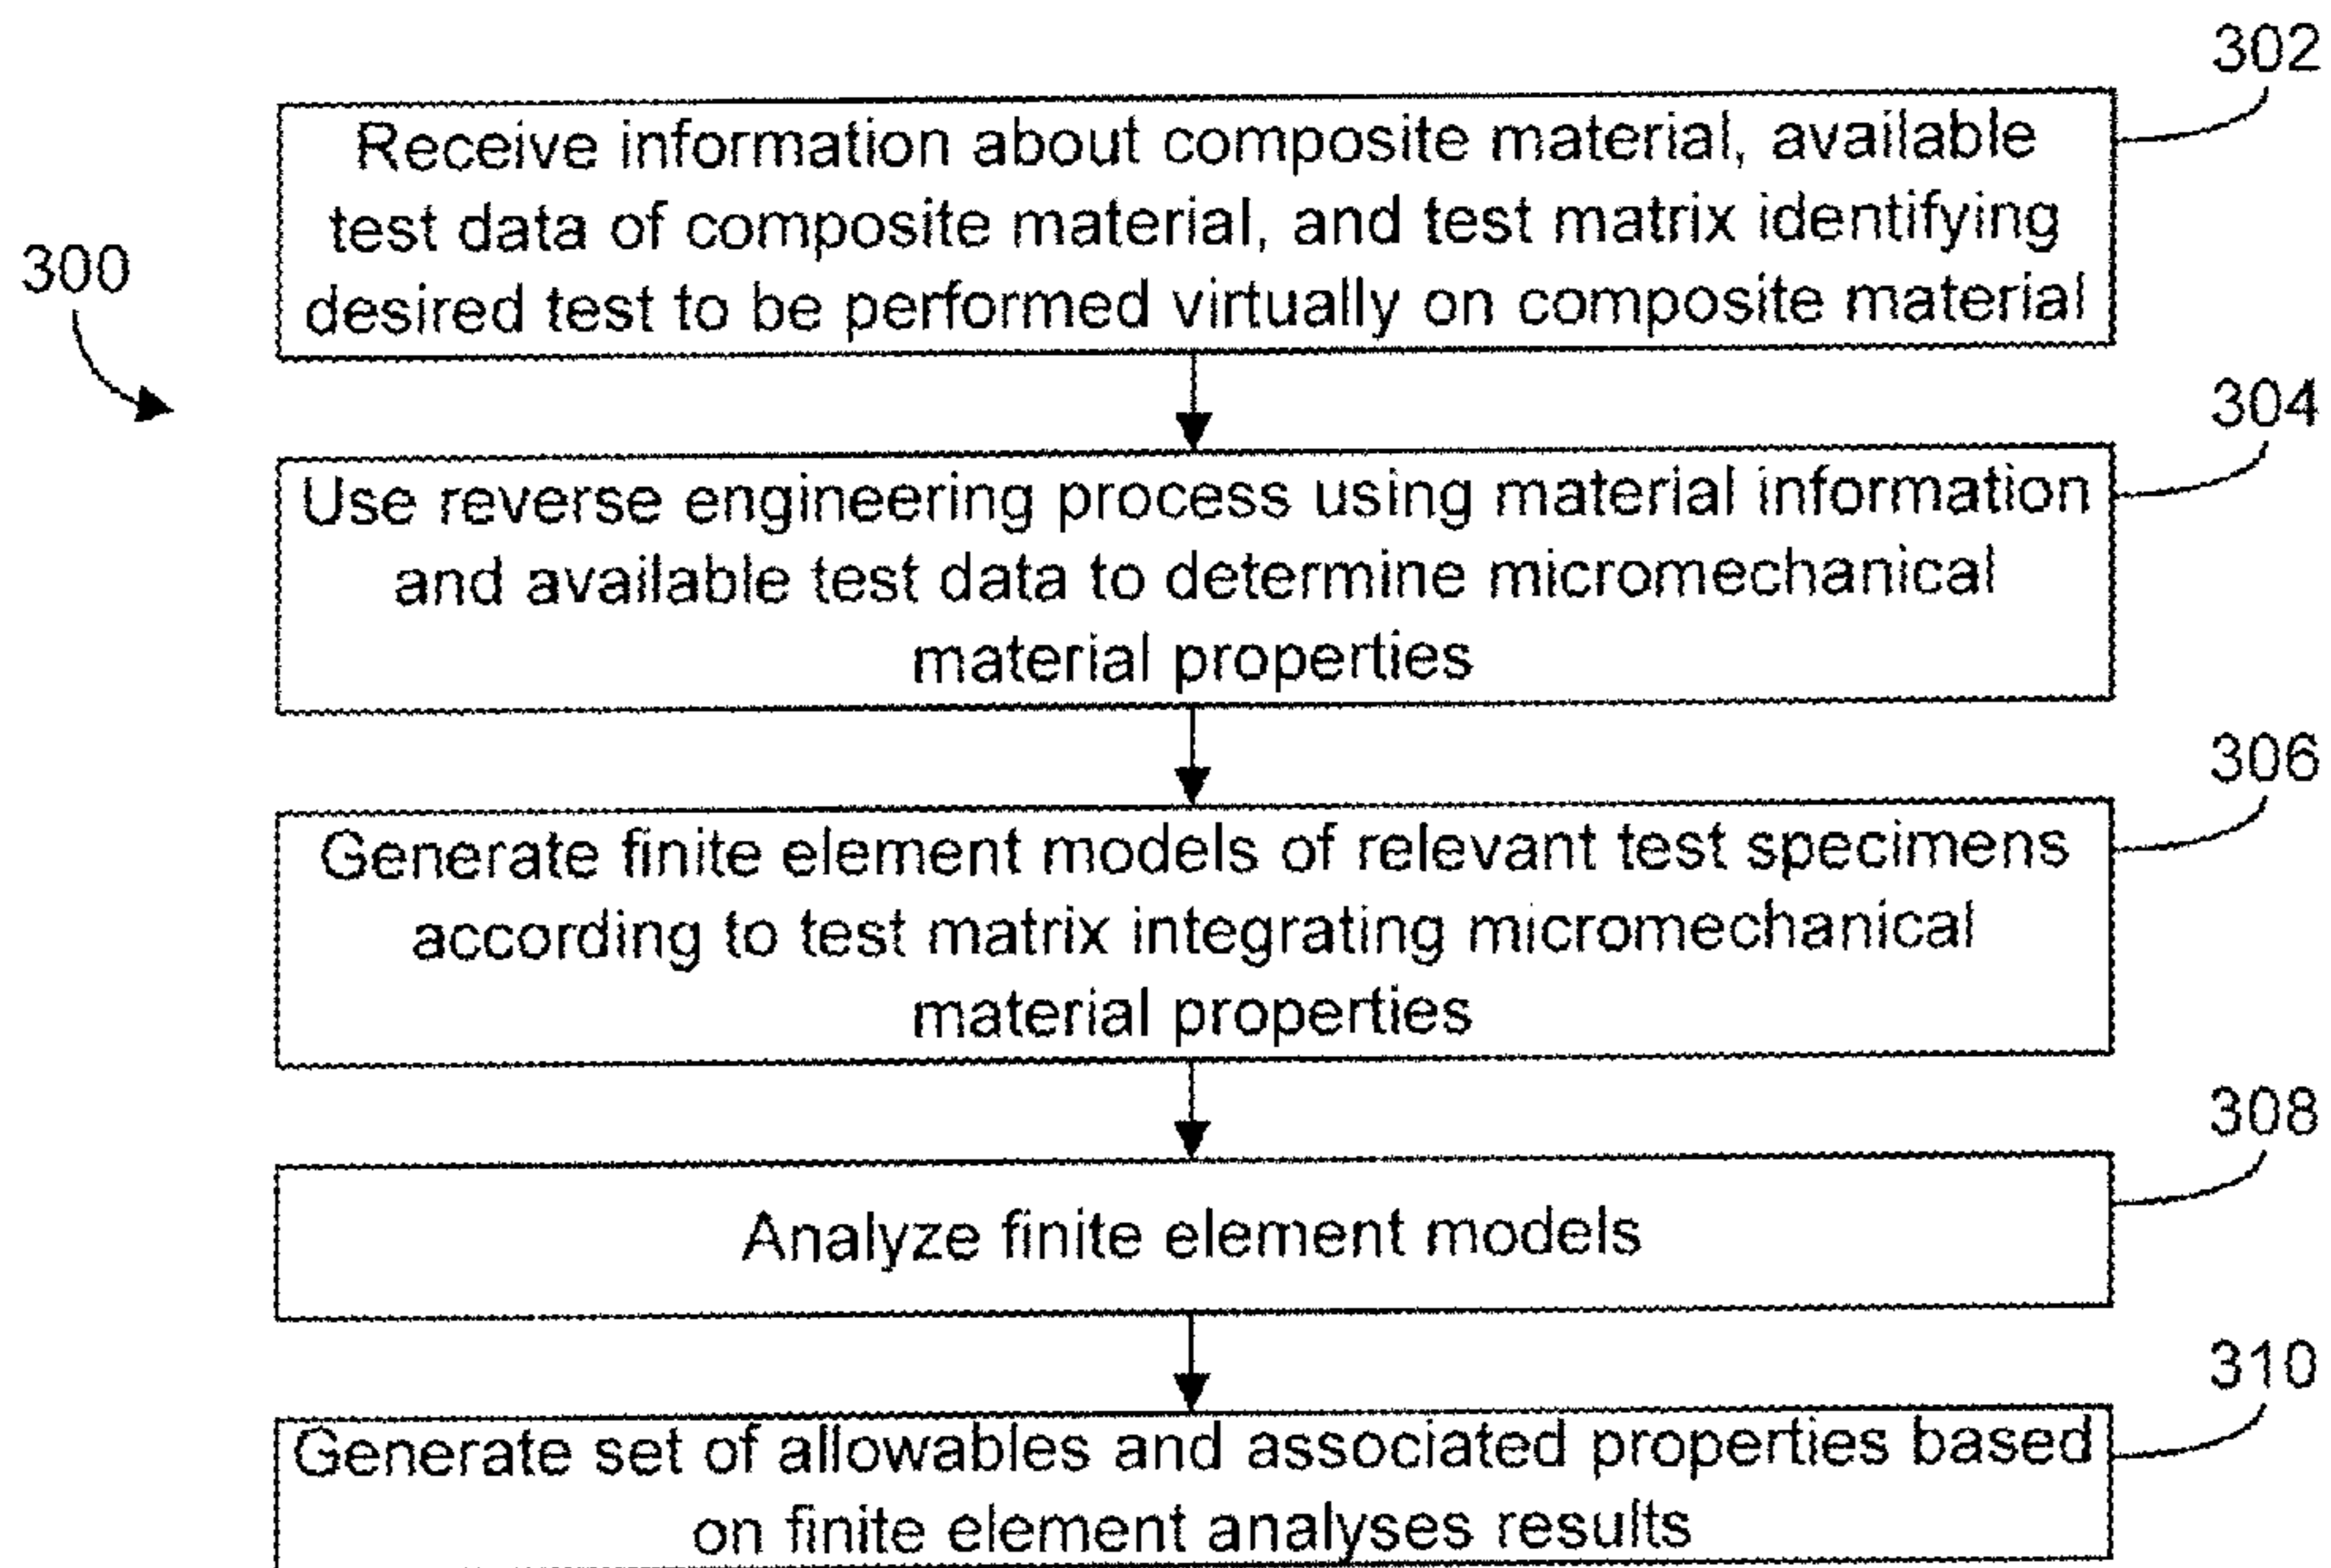 302
Receive information about composite material, available
test data of composite material, and test matrix identifying
desired test to be performed virtually on composite material
300
304
Use reverse engineering process using material information
and available test data to determine micromechanical
material properties
306
Generate finite element models of relevant test specimens
according to test matrix integrating micromechanical
material properties
308
Analyze finite element models
310
Generate set of allowables and associated properties based
on finite element analyses results